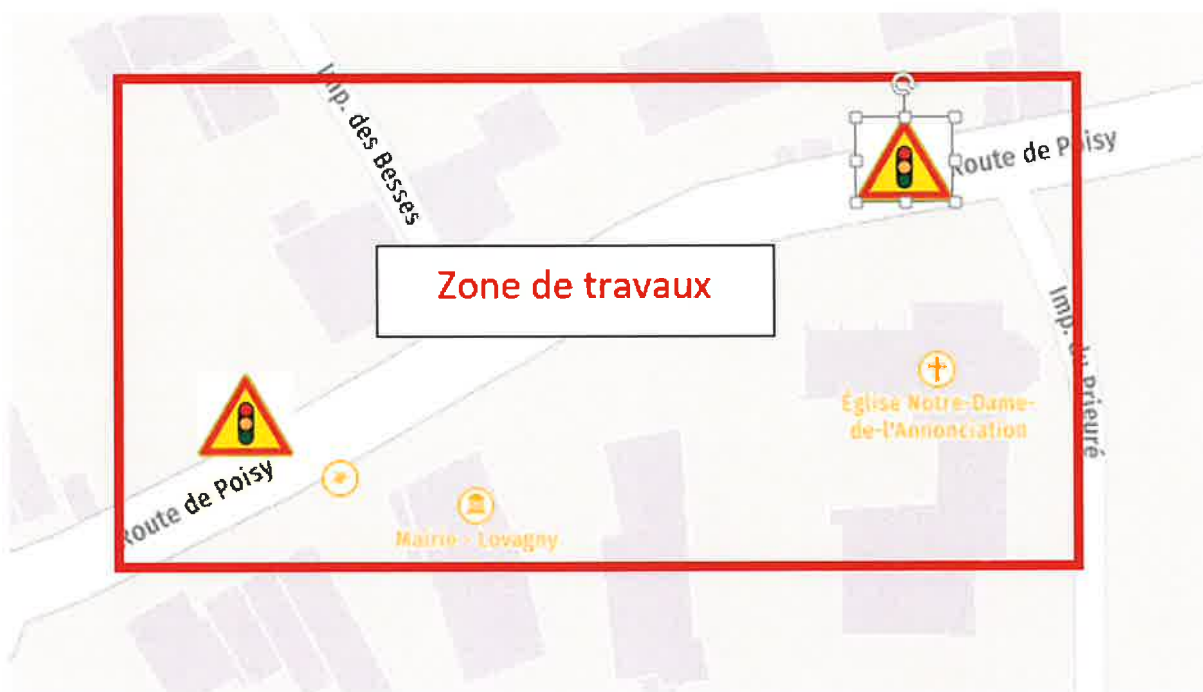 Imp. des Besses
Route de Poisy
Zone de travaux
Imp. du Prieuré
Église Notre-Dame-
de-l'Annonciation
Route de Poisy
Mairie - Lovagny